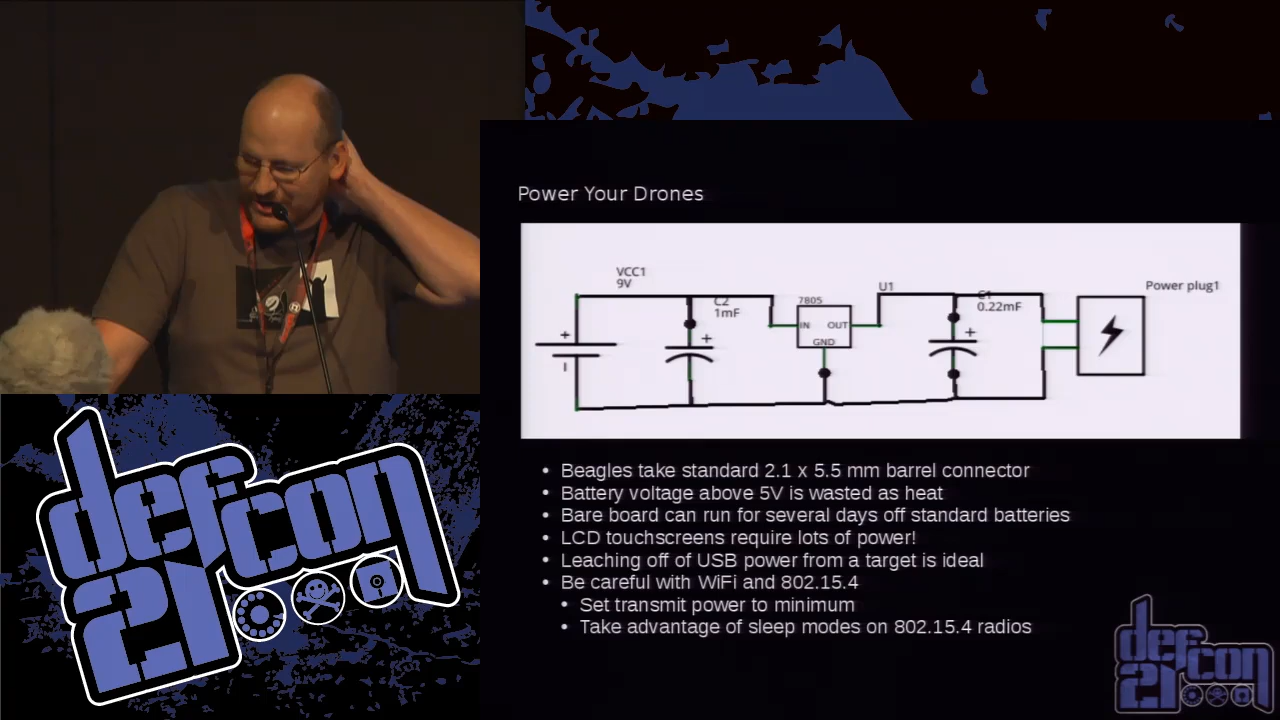 Power Your Drones
VCC1
9V
C2
1mF
7805
IN OUT
GND
U1
C1
0.22mF
Power plug1
• Beagles take standard 2.1 x 5.5 mm barrel connector
• Battery voltage above 5V is wasted as heat
• Bare board can run for several days off standard batteries
• LCD touchscreens require lots of power!
• Leaching off of USB power from a target is ideal
• Be careful with WiFi and 802.15.4
• Set transmit power to minimum
• Take advantage of sleep modes on 802.15.4 radios
defcon
21
defcon
21